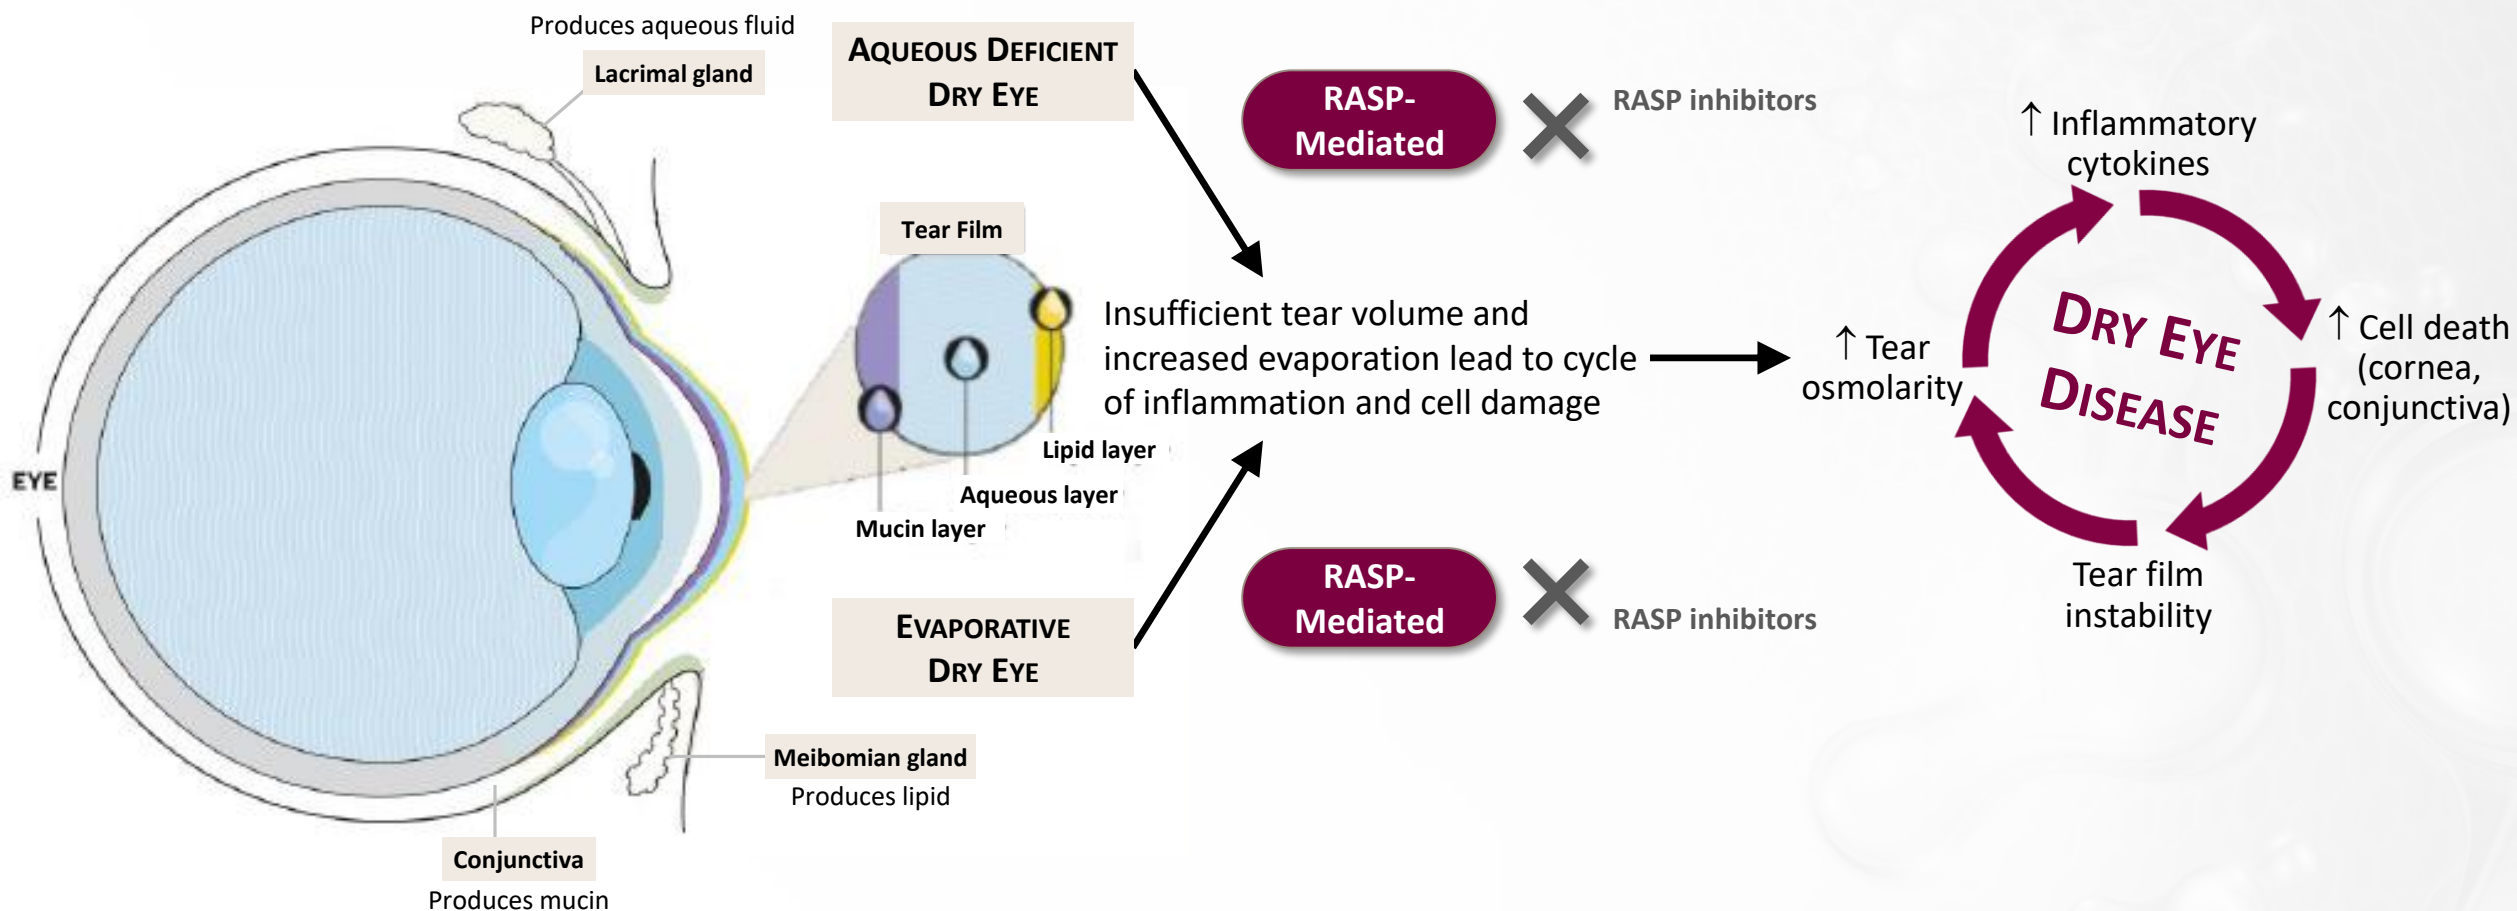 Produces aqueous fluid
Lacrimal gland
EYE
Conjunctiva
Produces mucin
Meibomian gland
Produces lipid
AQUEOUS DEFICIENT
DRY EYE
Tear Film
Lipid layer
Aqueous layer
Mucin layer
EVAPORATIVE
DRY EYE
RASP-
Mediated
RASP inhibitors
Insufficient tear volume and
increased evaporation lead to cycle
of inflammation and cell damage
RASP-
Mediated
RASP inhibitors
↑ Inflammatory
cytokines
↑ Cell death
(cornea,
conjunctiva)
Tear film
instability
↑ Tear
osmolarity
DRY EYE
DISEASE